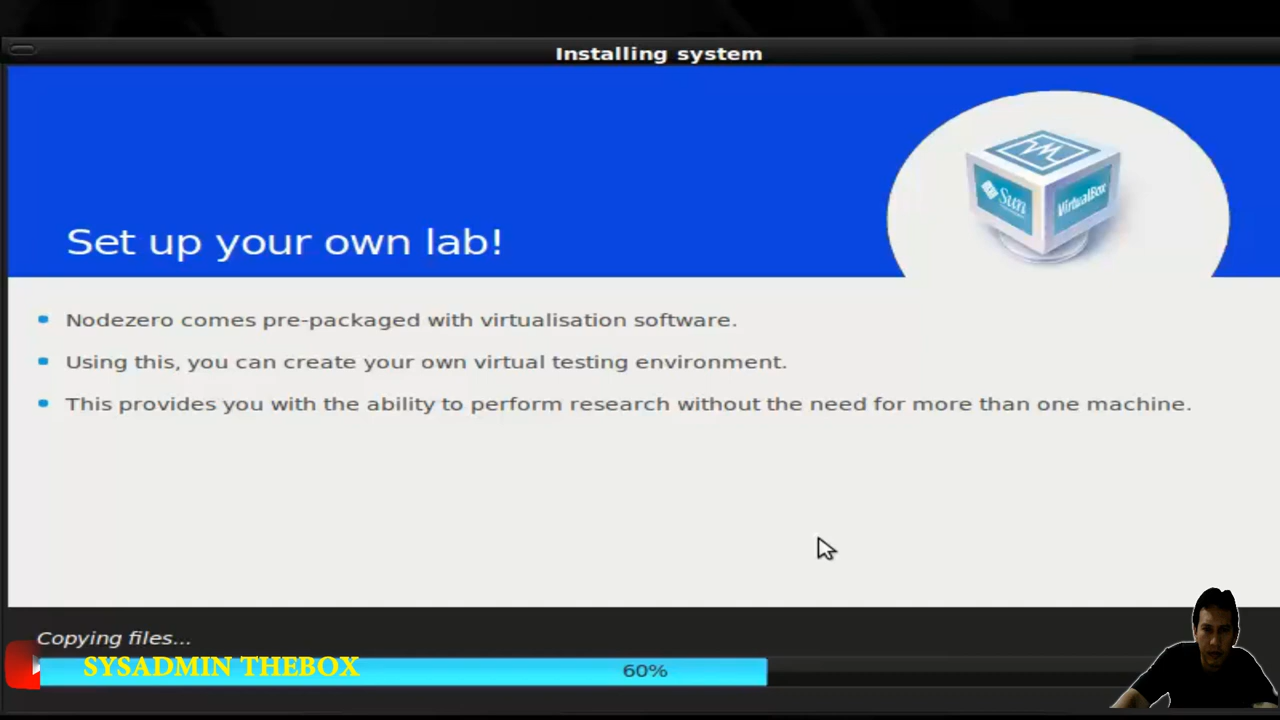 Installing system
Sun
VirtualBox
Set up your own lab!
Nodezero comes pre-packaged with virtualisation software.
Using this, you can create your own virtual testing environment.
This provides you with the ability to perform research without the need for more than one machine.
Copying files...
SYSADMIN THEBOX
60%